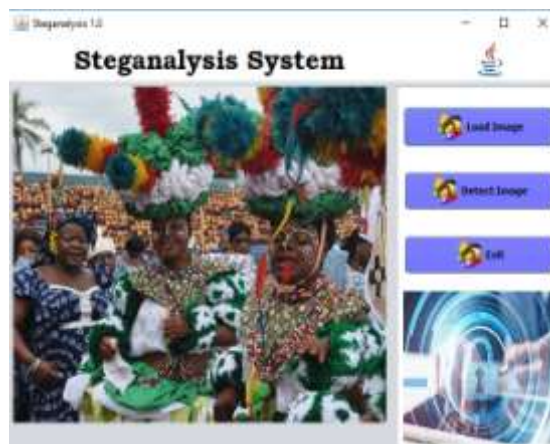 Steganalysis 1.0
Steganalysis System
Load Image
Detect Image
Exit